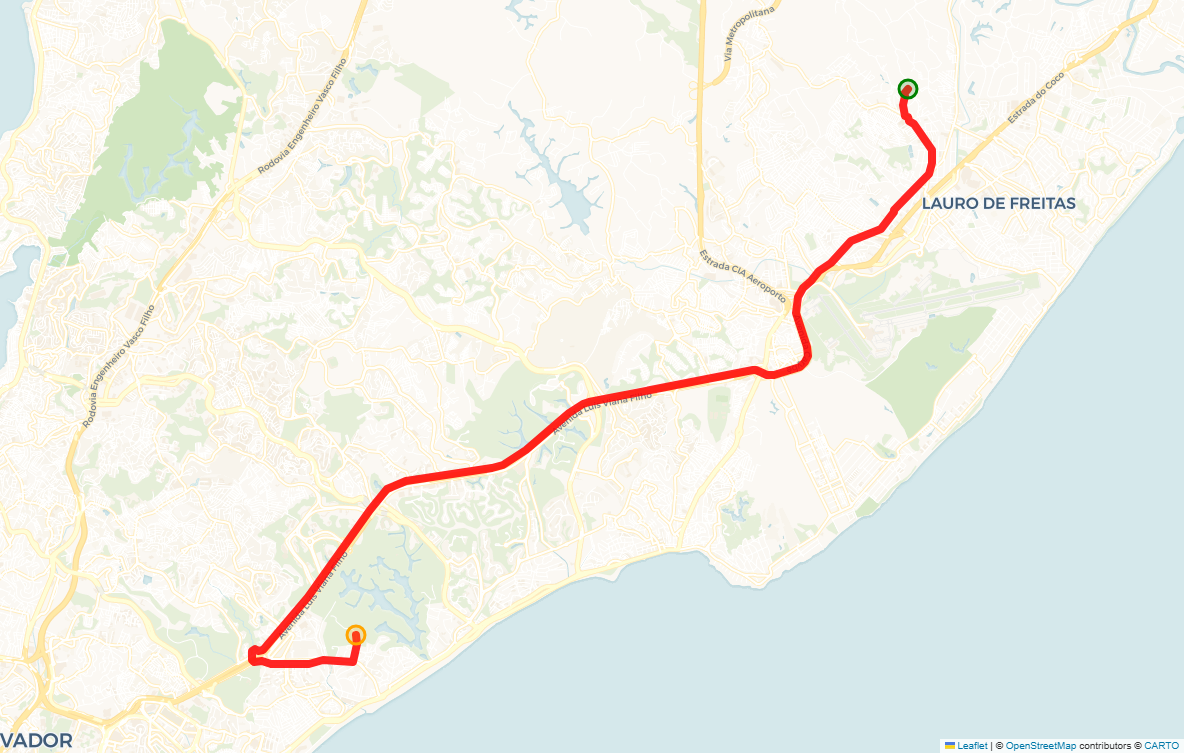 Via Metropolitana
Estrada do Coco
Rodovia Engenheiro Vasco Filho
LAURO DE FREITAS
Estrada CIA Aeroporto
Rodovia Engenheiro Vasco Filho
Avenida Luís Viana Filho
Avenida Luís Viana Filho
VADOR
Leaflet | © OpenStreetMap contributors © CARTO